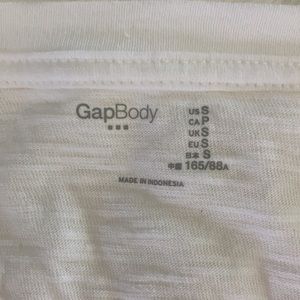 GapBody
US S
CA P
UK S
EU S
日本 S
中国 165/88A
MADE IN INDONESIA